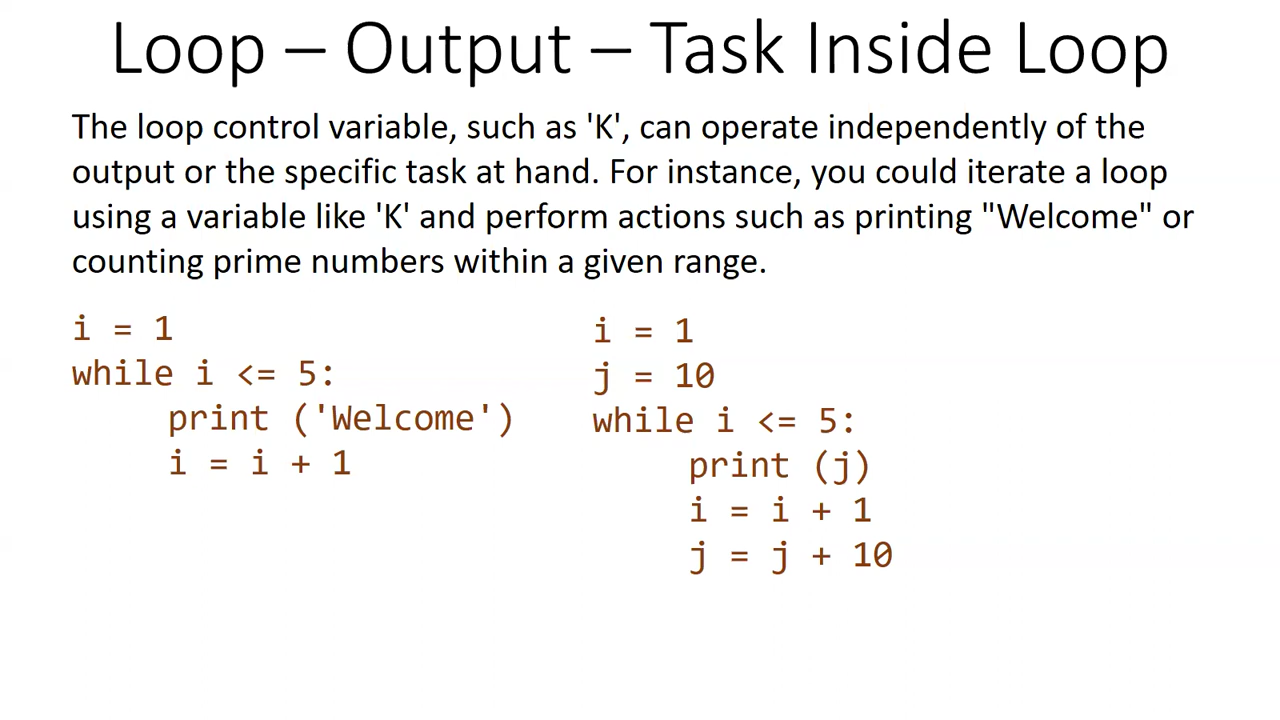 Loop – Output – Task Inside Loop
The loop control variable, such as 'K', can operate independently of the
output or the specific task at hand. For instance, you could iterate a loop
using a variable like 'K' and perform actions such as printing "Welcome" or
counting prime numbers within a given range.
i = 1
while i <= 5:
print ('Welcome')
i = i + 1
i = 1
j = 10
while i <= 5:
print (j)
i = i + 1
j = j + 10